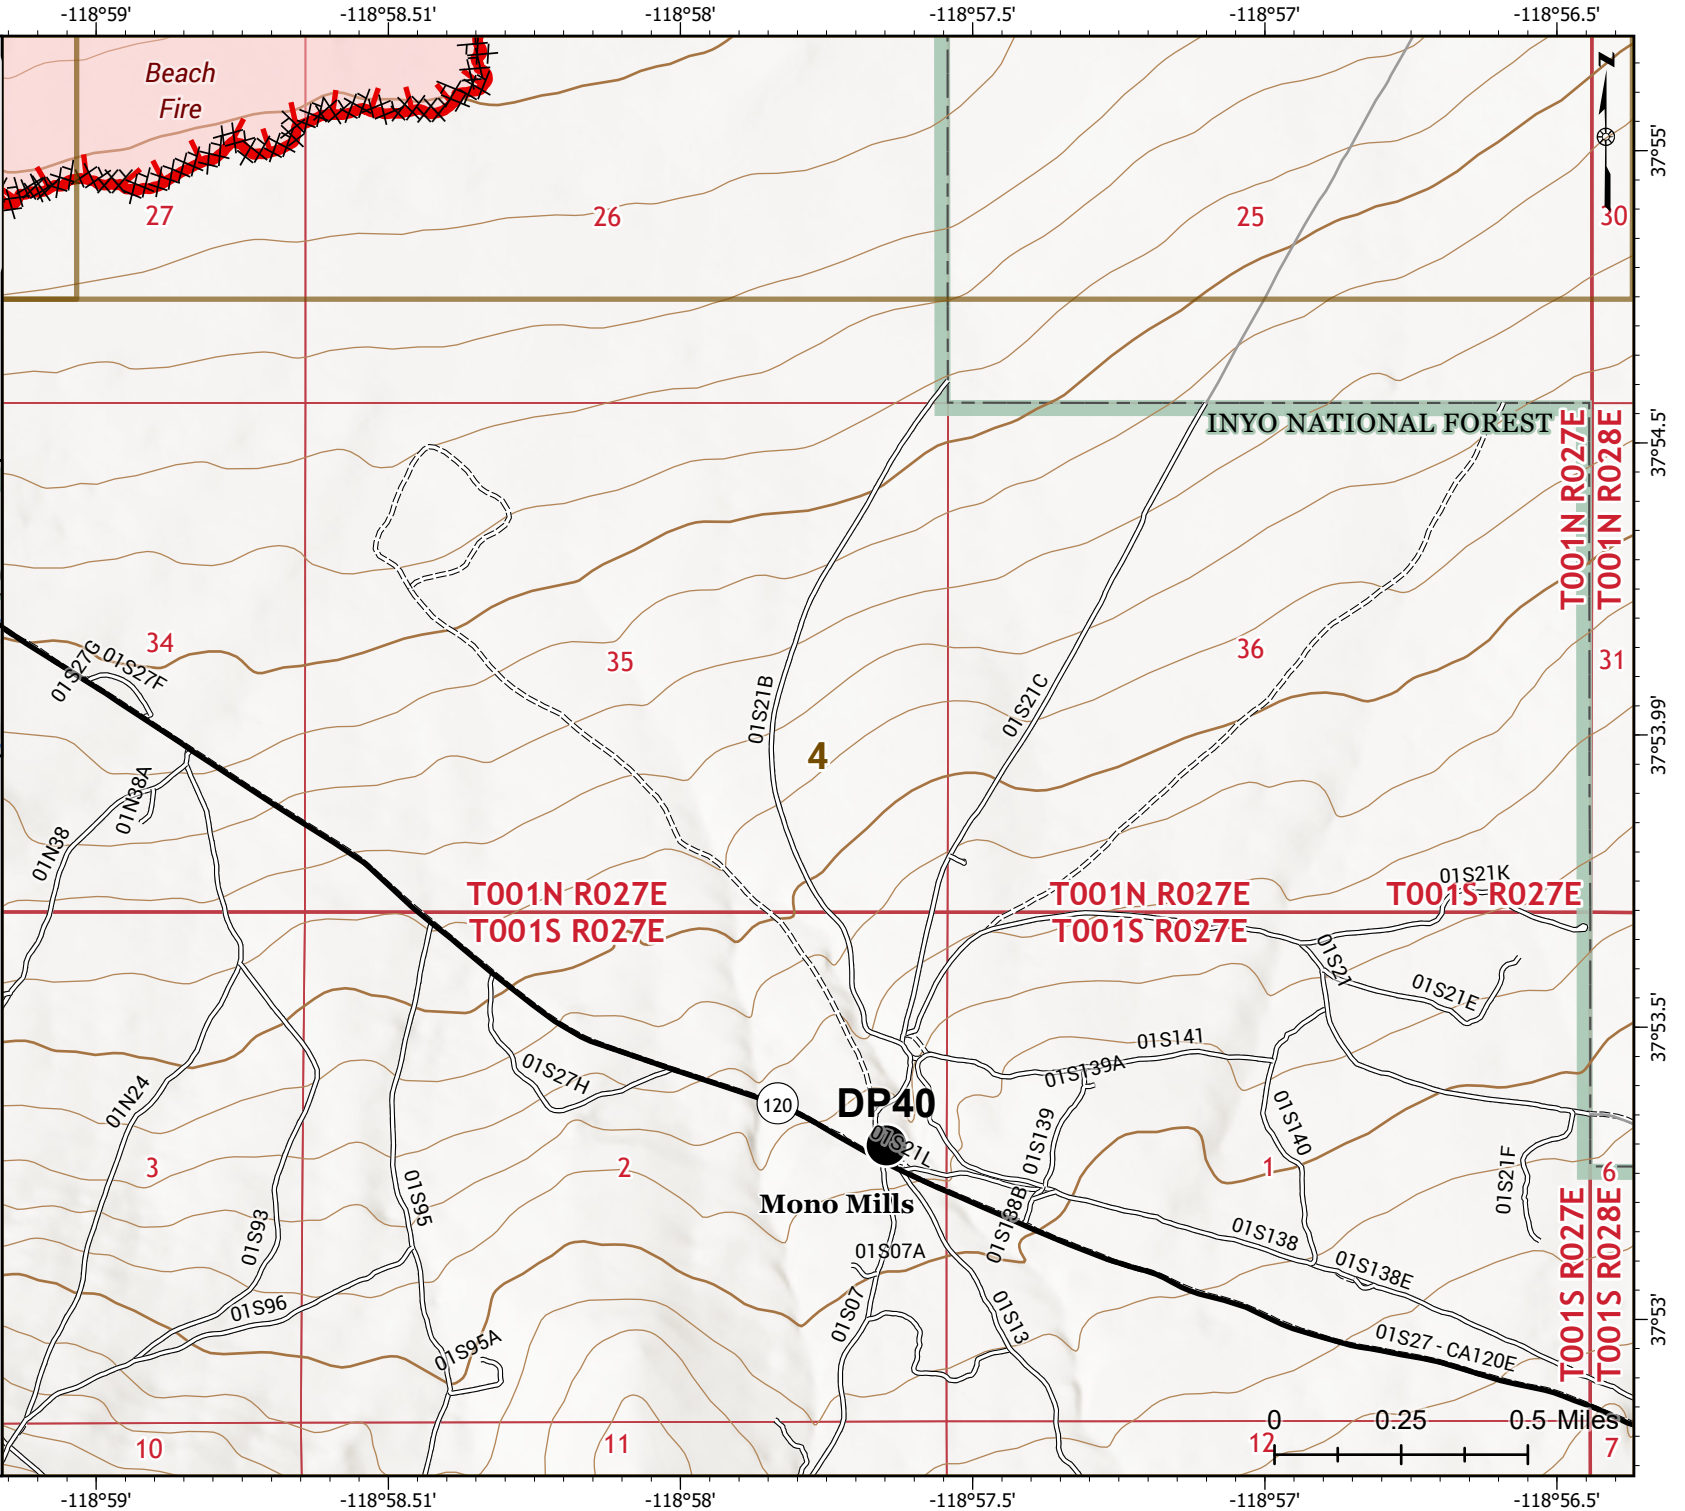 -118°59'
-118°58.51'
-118°58'
-118°57.5'
-118°57'
-118°56.5'
Beach
Fire
N
37°55'
27
26
25
30
INYO NATIONAL FOREST
37°54.5'
T001N R027E
T001N R028E
34
35
36
31
01S27G
01S27F
01S21B
01S21C
37°53.99'
4
01N38A
01N38
01S21K
T001N R027E
T001N R027E
T001S R027E
T001S R027E
T001S R027E
01S21
01S21E
37°53.5'
01S141
01S139A
01S27H
01N24
120
DP40
01S139
01S140
01S21L
3
2
1
6
01S21F
Mono Mills
01S95
01S93
01S138B
01S138
01S07A
01S138E
T001S R027E
T001S R028E
01S96
01S07
01S13
37°53'
01S95A
01S27 - CA120E
0
0.25
0.5 Miles
10
11
12
7
-118°59'
-118°58.51'
-118°58'
-118°57.5'
-118°57'
-118°56.5'